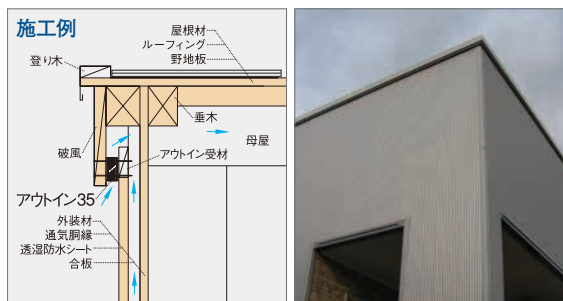 施工例
屋根材
ルーフィング
野地板
登り木
垂木
母屋
破風
アウトイン受材
アウトイン35
外装材
通気胴縁
透湿防水シート
合板